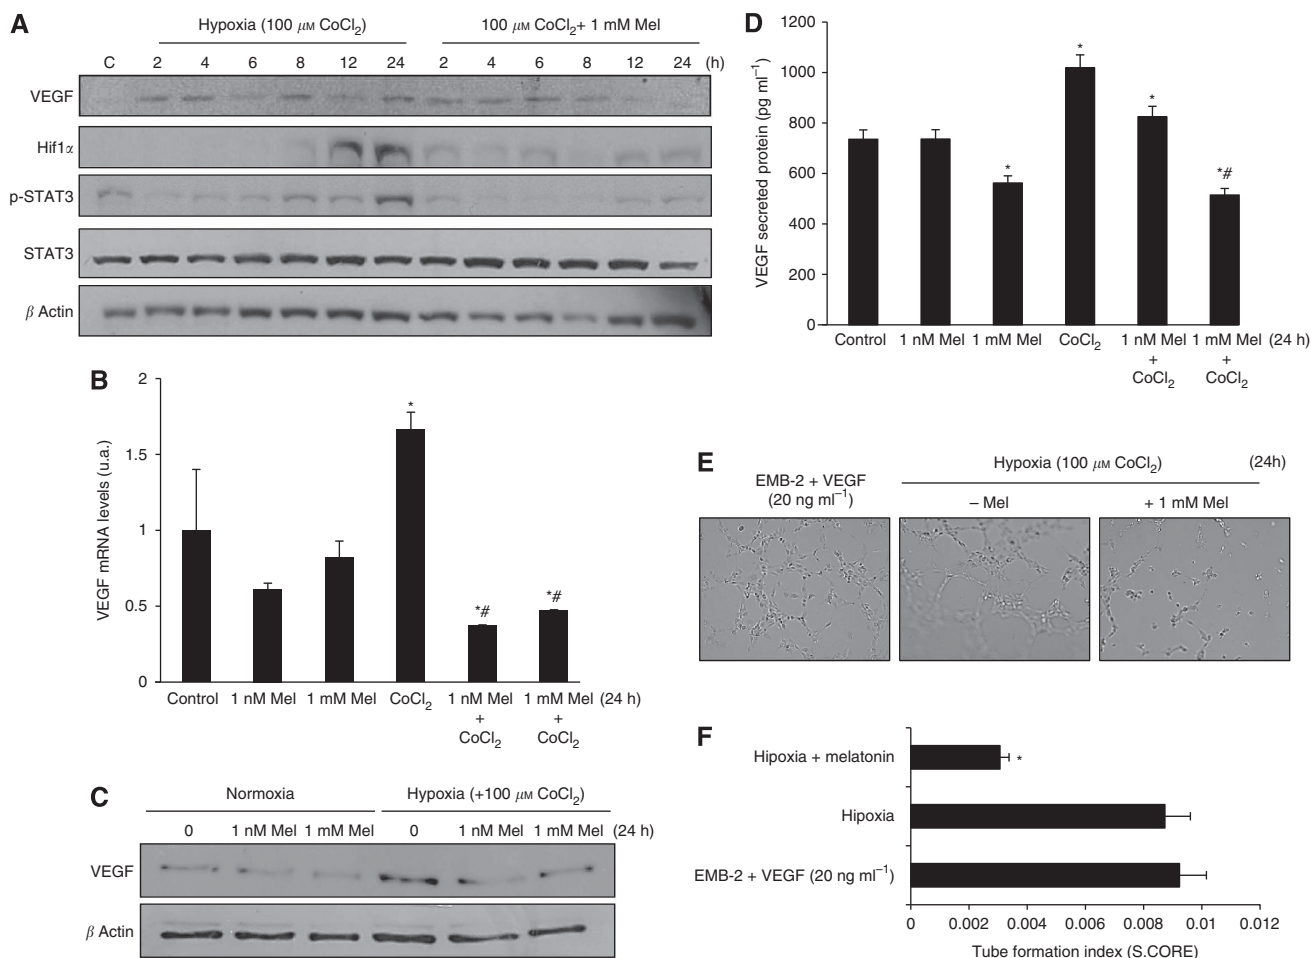 A
Hypoxia (100 μM CoCl₂)
100 μM CoCl₂+ 1 mM Mel
C 2 4 6 8 12 24 2 4 6 8 12 24 (h)
VEGF
Hif1α
p-STAT3
STAT3
β Actin
B
VEGF mRNA levels (u.a.)
2
1.5
1
0.5
0
*
*#
*#
Control 1 nM Mel 1 mM Mel CoCl₂ 1 nM Mel 1 mM Mel (24 h)
+ +
CoCl₂ CoCl₂
C
Normoxia
Hypoxia (+100 μM CoCl₂)
0 1 nM Mel 1 mM Mel 0 1 nM Mel 1 mM Mel (24 h)
VEGF
β Actin
D
VEGF secreted protein (pg ml⁻¹)
1200
1000
800
600
400
200
0
*
*
*
*#
Control 1 nM Mel 1 mM Mel CoCl₂ 1 nM Mel 1 mM Mel (24 h)
+ +
CoCl₂ CoCl₂
E
EMB-2 + VEGF
(20 ng ml⁻¹)
Hypoxia (100 μM CoCl₂) (24h)
– Mel + 1 mM Mel
F
Hipoxia + melatonin
*
Hipoxia
EMB-2 + VEGF (20 ng ml⁻¹)
0 0.002 0.004 0.006 0.008 0.01 0.012
Tube formation index (S.CORE)